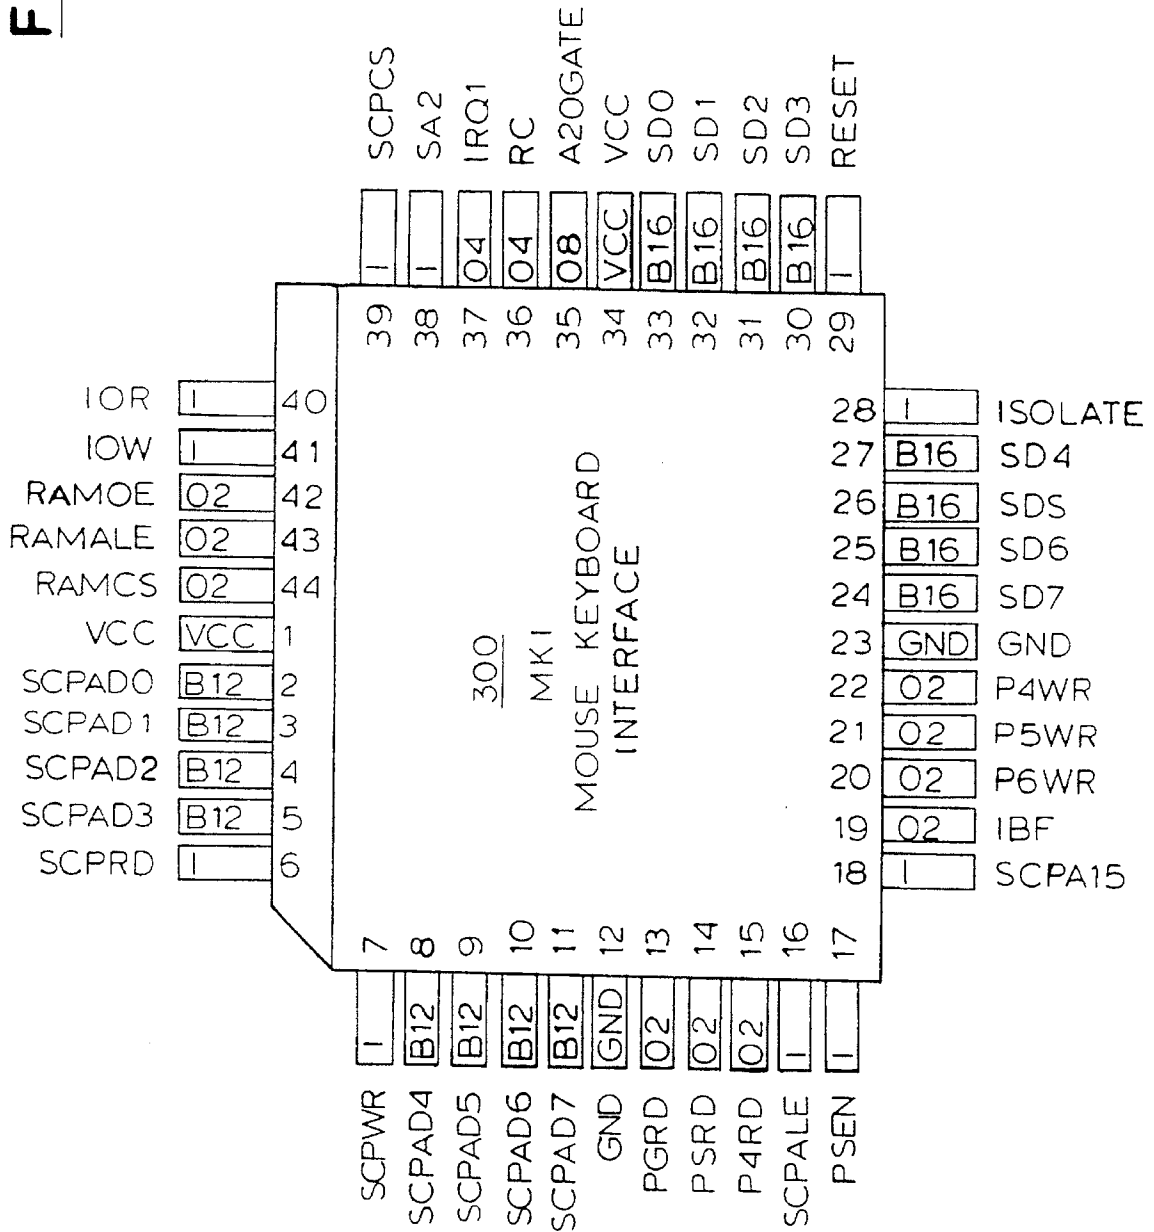 F
SCPCS
SA2
IRQ1
RC
A20GATE
VCC
SD0
SD1
SD2
SD3
RESET
I
I
O4
O4
O8
VCC
B16
B16
B16
B16
I
39
38
37
36
35
34
33
32
31
30
29
IOR I 40
IOW I 41
RAMOE O2 42
RAMALE O2 43
RAMCS O2 44
VCC VCC 1
SCPAD0 B12 2
SCPAD1 B12 3
SCPAD2 B12 4
SCPAD3 B12 5
SCPRD I 6
300
MKI
MOUSE KEYBOARD
INTERFACE
28 I ISOLATE
27 B16 SD4
26 B16 SDS
25 B16 SD6
24 B16 SD7
23 GND GND
22 O2 P4WR
21 O2 P5WR
20 O2 P6WR
19 O2 IBF
18 I SCPA15
7
8
9
10
11
12
13
14
15
16
17
I
B12
B12
B12
B12
GND
O2
O2
O2
I
I
SCPWR
SCPAD4
SCPAD5
SCPAD6
SCPAD7
GND
PGRD
PSRD
P4RD
SCPALE
PSEN